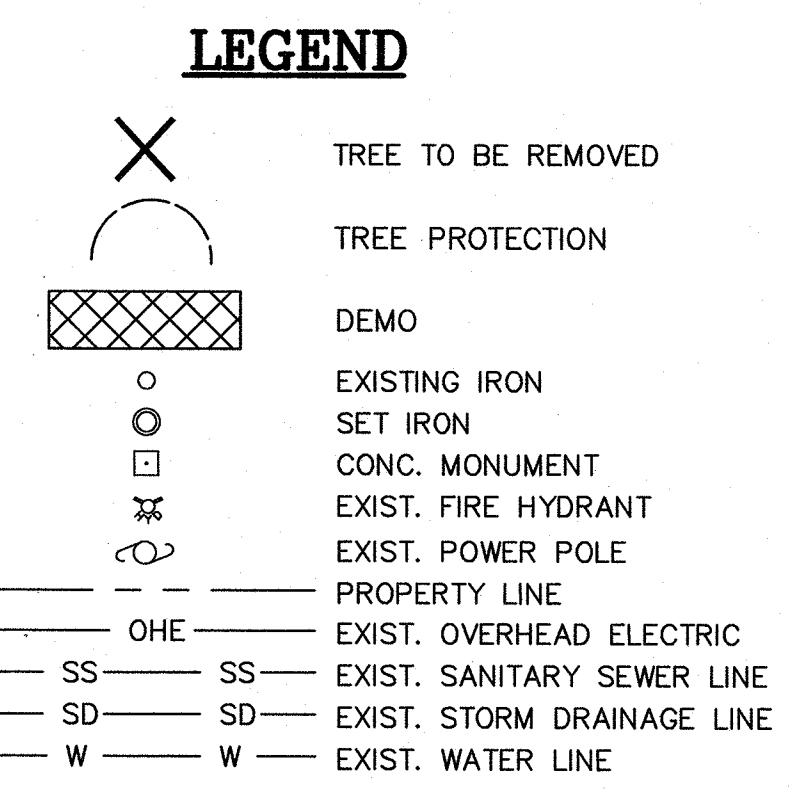 LEGEND
TREE TO BE REMOVED
TREE PROTECTION
DEMO
EXISTING IRON
SET IRON
CONC. MONUMENT
EXIST. FIRE HYDRANT
EXIST. POWER POLE
PROPERTY LINE
OHE EXIST. OVERHEAD ELECTRIC
SS SS EXIST. SANITARY SEWER LINE
SD SD EXIST. STORM DRAINAGE LINE
W W EXIST. WATER LINE